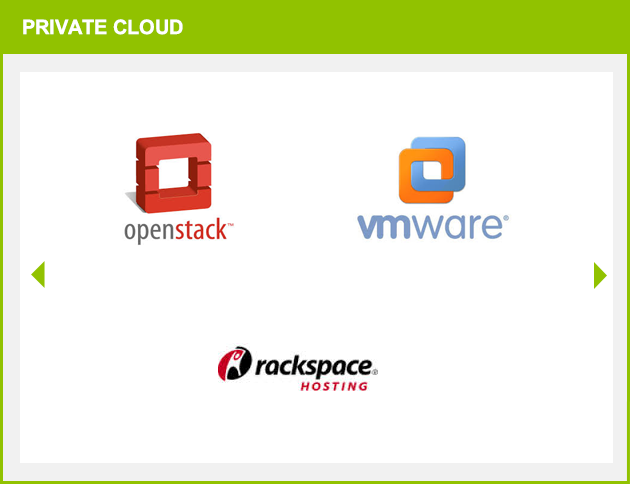 PRIVATE CLOUD
openstack™
vmware®
rackspace®
HOSTING